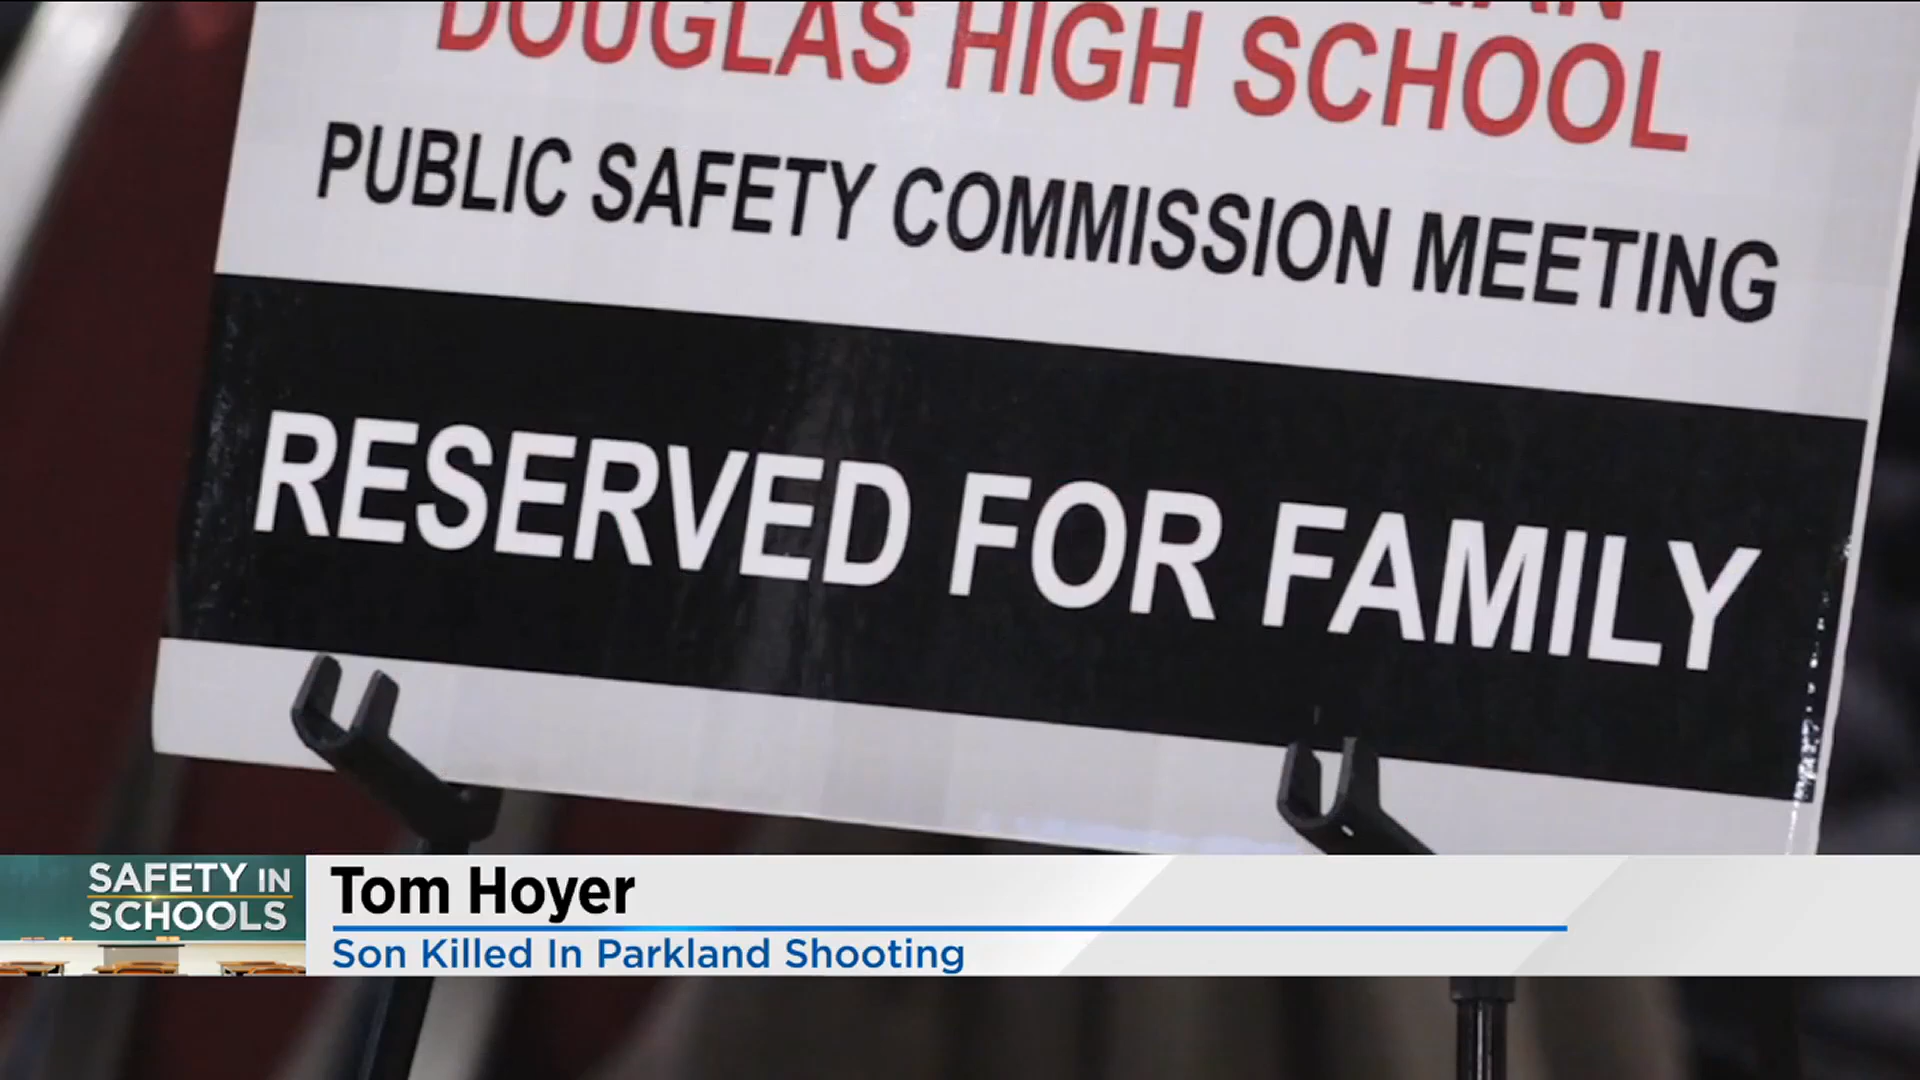 DOUGLAS HIGH SCHOOL
PUBLIC SAFETY COMMISSION MEETING
RESERVED FOR FAMILY
SAFETY IN
SCHOOLS
Tom Hoyer
Son Killed In Parkland Shooting